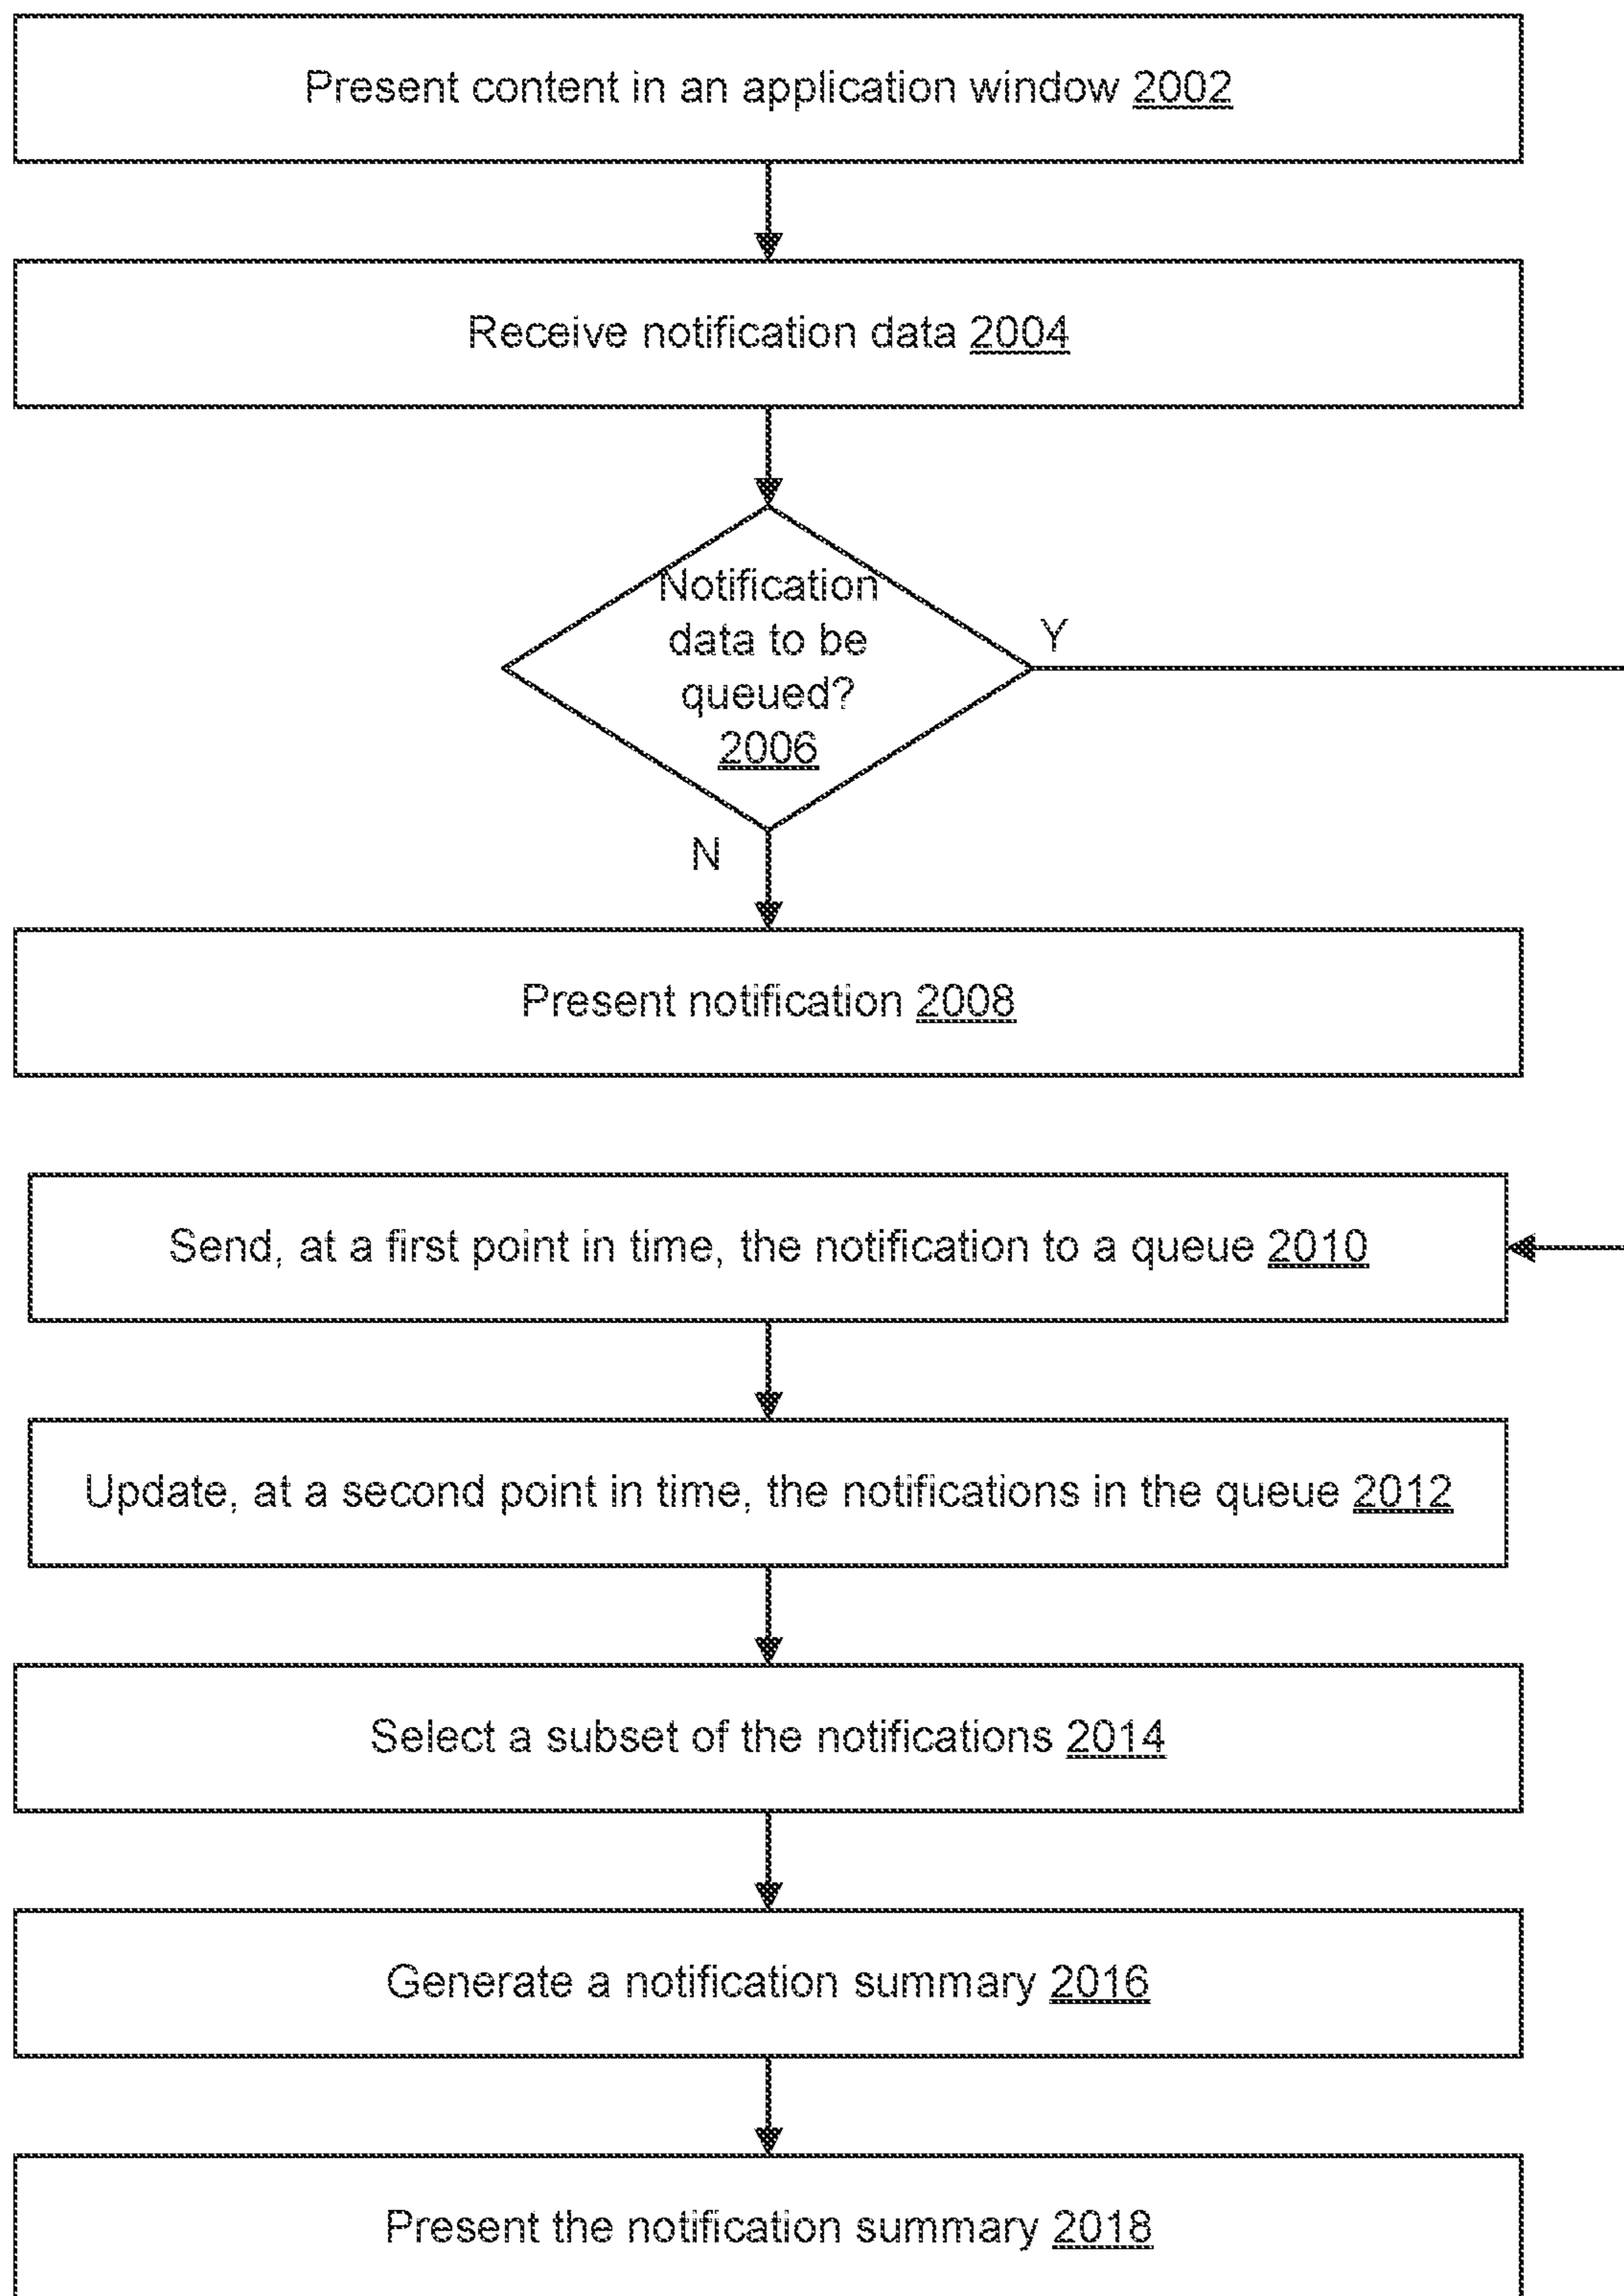 Present content in an application window 2002
Receive notification data 2004
Notification
data to be
queued?
2006
Y
N
Present notification 2008
Send, at a first point in time, the notification to a queue 2010
Update, at a second point in time, the notifications in the queue 2012
Select a subset of the notifications 2014
Generate a notification summary 2016
Present the notification summary 2018